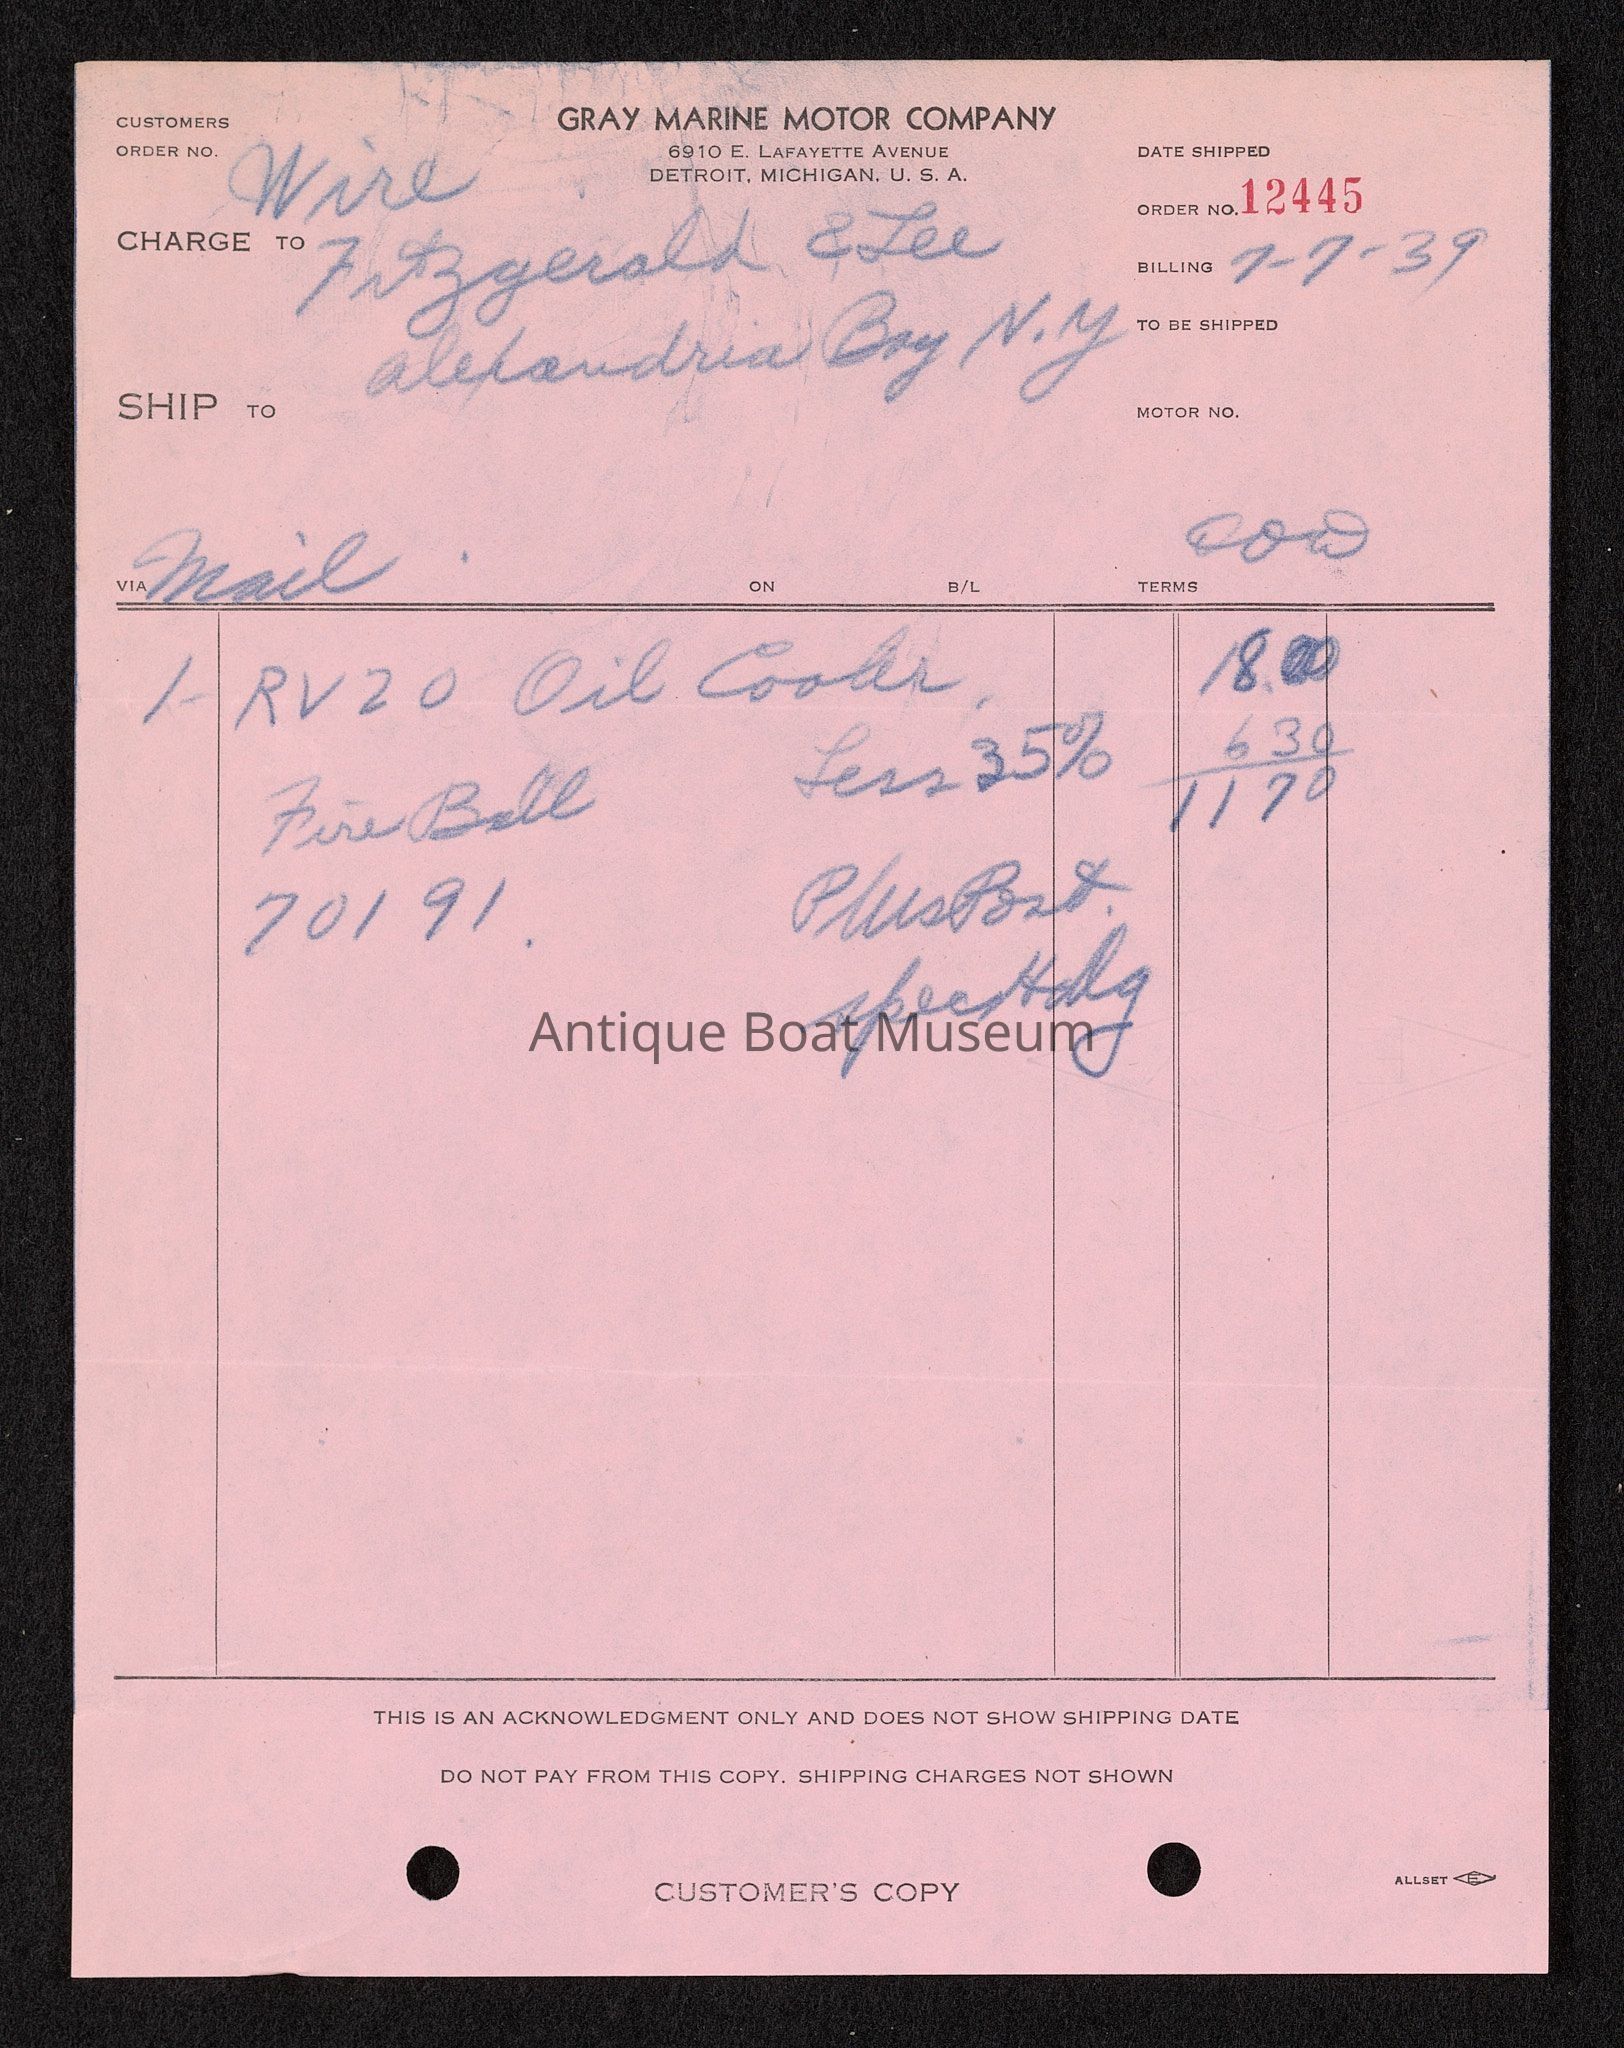 GRAY MARINE MOTOR COMPANY
6910 E. LAFAYETTE AVENUE
DETROIT, MICHIGAN, U. S. A.
CUSTOMERS
ORDER NO. Wire
CHARGE TO Fitzgerald & Lee
Alexandria Bay N.Y
SHIP TO
DATE SHIPPED
ORDER NO. 12445
BILLING 7-7-39
TO BE SHIPPED
MOTOR NO.
VIA Mail ON B/L TERMS COD
1- RV20 Oil Cooler, 18.00
Less 35% 6 30
Fire Ball 11 70
70191. Plus Post.
spec Hdlg
Antique Boat Museum
THIS IS AN ACKNOWLEDGMENT ONLY AND DOES NOT SHOW SHIPPING DATE
DO NOT PAY FROM THIS COPY. SHIPPING CHARGES NOT SHOWN
CUSTOMER'S COPY
ALLSET E